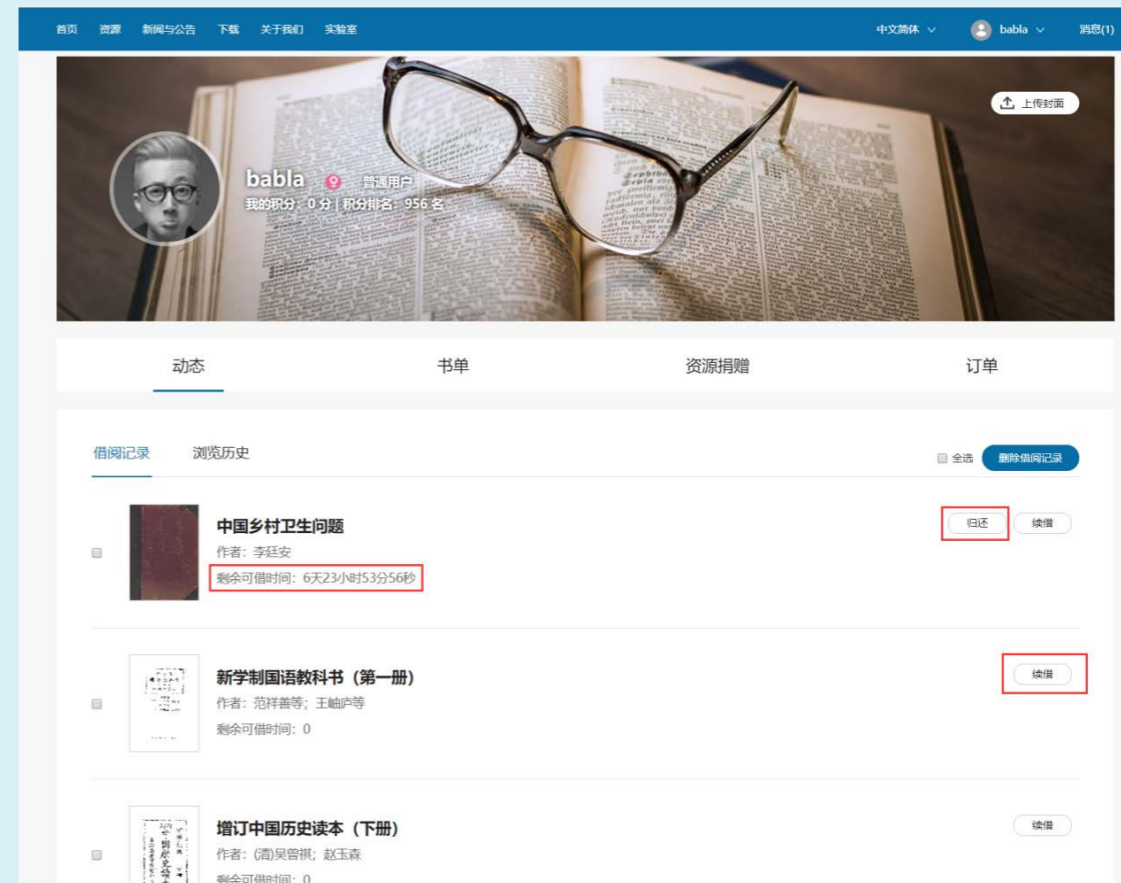 首页 资源 新闻与公告 下载 关于我们 实验室 中文简体 babla 消息(1)
上传封面
babla 普通用户
我的积分：0 分 | 积分排名：956 名
动态 书单 资源捐赠 订单
借阅记录 浏览历史 全选 删除借阅记录
中国乡村卫生问题 归还 续借
作者：李廷安
剩余可借时间：6天23小时53分56秒
新学制国语教科书（第一册） 续借
作者：范祥善等；王岫庐等
剩余可借时间：0
增订中国历史读本（下册） 续借
作者：(清)吴曾祺；赵玉森
剩余可借时间：0